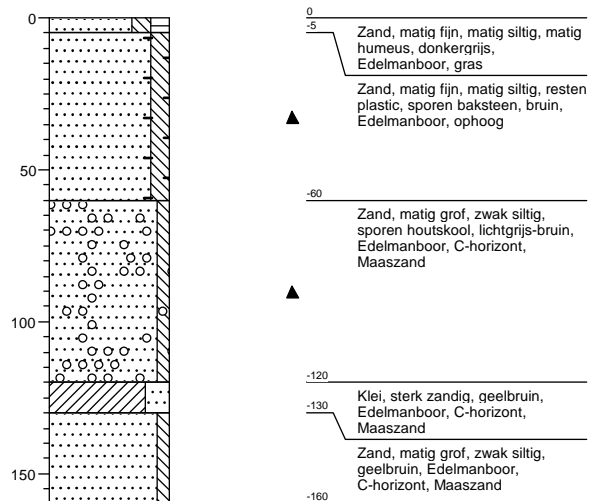 0
50
100
150
0
-5
Zand, matig fijn, matig siltig, matig
humeus, donkergrijs,
Edelmanboor, gras
Zand, matig fijn, matig siltig, resten
plastic, sporen baksteen, bruin,
Edelmanboor, ophoog
-60
Zand, matig grof, zwak siltig,
sporen houtskool, lichtgrijs-bruin,
Edelmanboor, C-horizont,
Maaszand
-120
Klei, sterk zandig, geelbruin,
Edelmanboor, C-horizont,
Maaszand
-130
Zand, matig grof, zwak siltig,
geelbruin, Edelmanboor,
C-horizont, Maaszand
-160